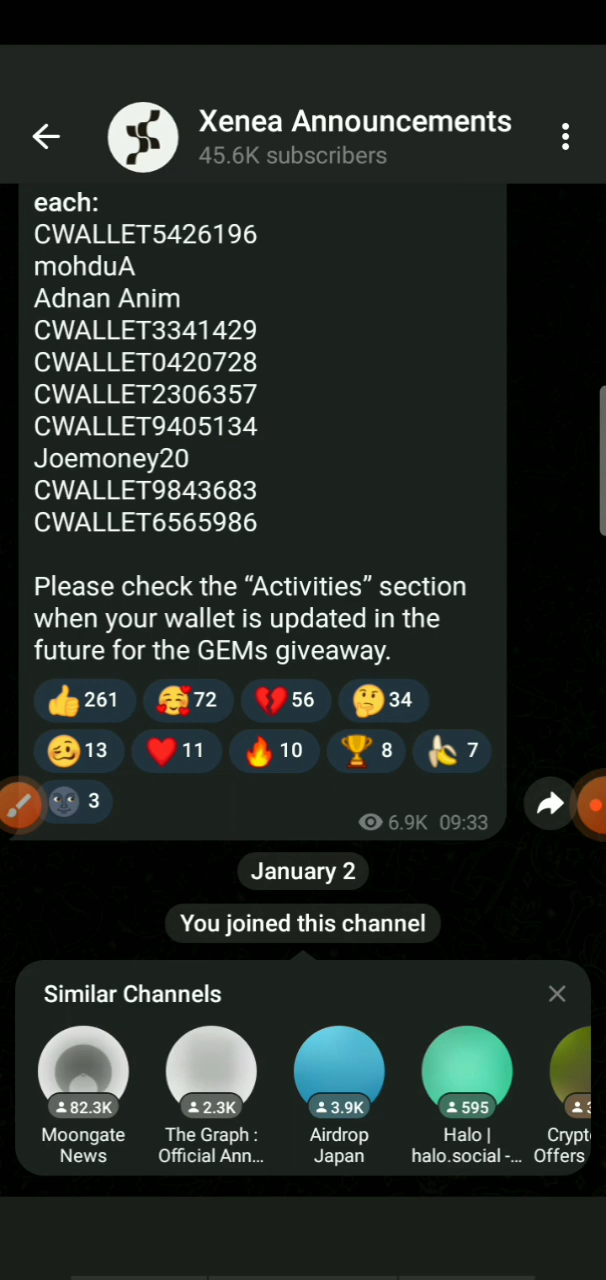 Xenea Announcements
45.6K subscribers
each:
CWALLET5426196
mohduA
Adnan Anim
CWALLET3341429
CWALLET0420728
CWALLET2306357
CWALLET9405134
Joemoney20
CWALLET9843683
CWALLET6565986
Please check the “Activities” section
when your wallet is updated in the
future for the GEMs giveaway.
261 72 56 34
13 11 10 8 7
3
6.9K 09:33
January 2
You joined this channel
Similar Channels
82.3K 2.3K 3.9K 595 3
Moongate The Graph : Airdrop Halo | Crypt
News Official Ann... Japan halo.social -... Offers